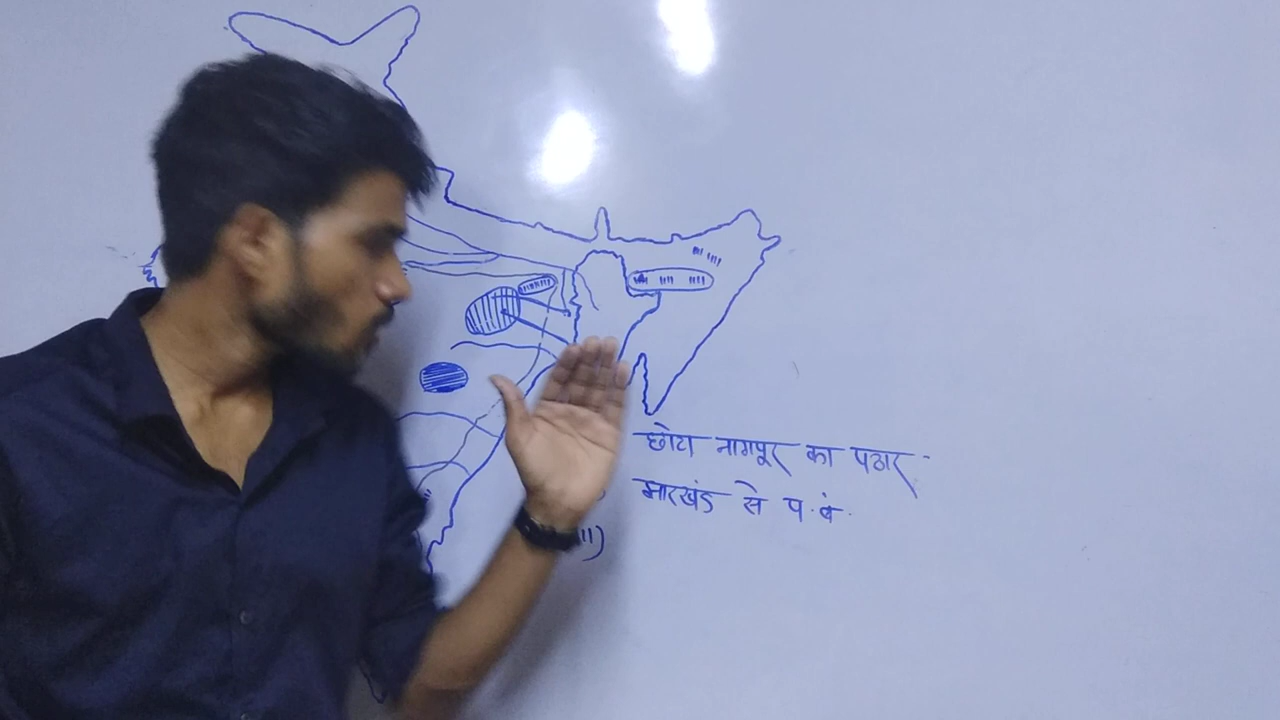 छोटा नागपूर का पठार
झारखंड से प.बं.